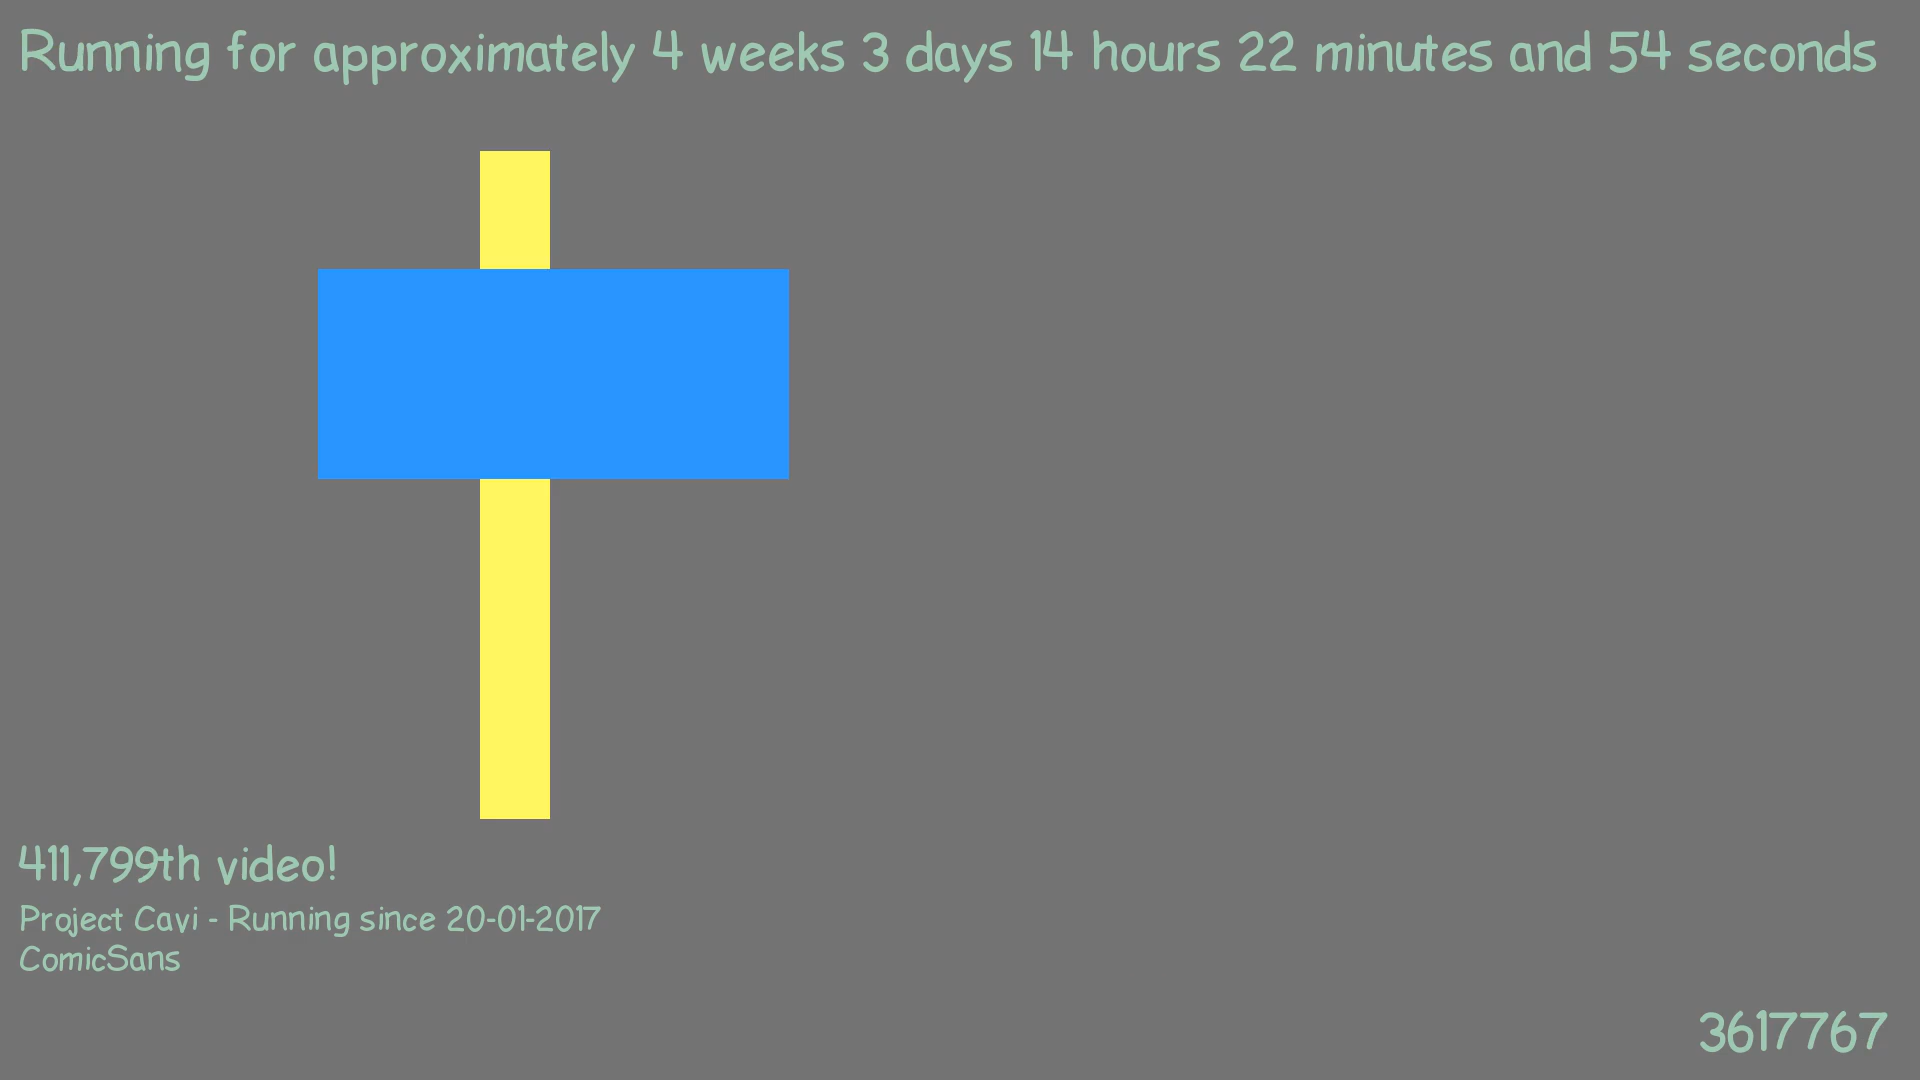 Running for approximately 4 weeks 3 days 14 hours 22 minutes and 54 seconds
411,799th video!
Project Cavi - Running since 20-01-2017
ComicSans
3617767